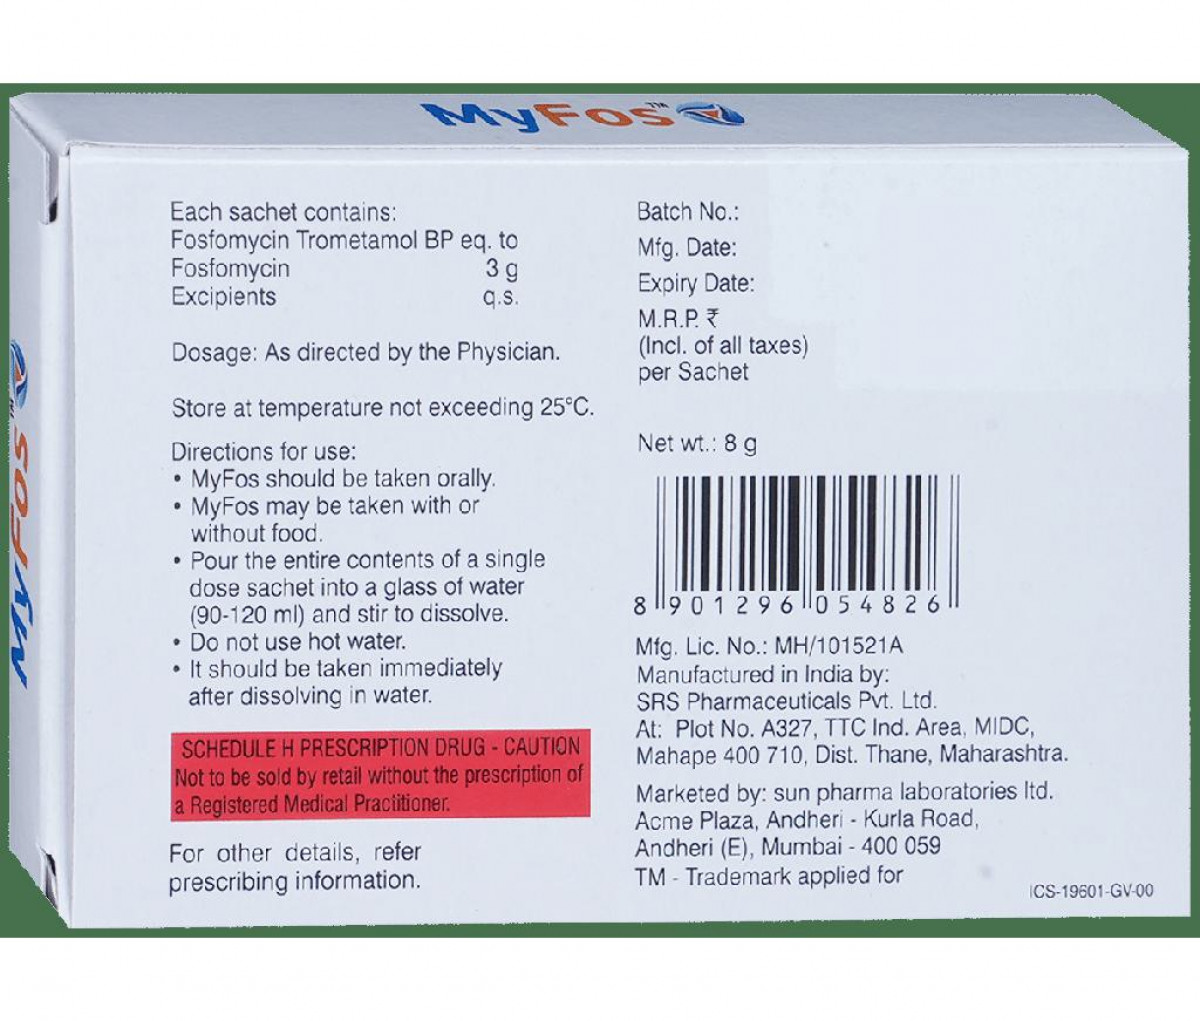 MyFos™
MyFos™
Each sachet contains:
Fosfomycin Trometamol BP eq. to
Fosfomycin 3 g
Excipients q.s.
Dosage: As directed by the Physician.
Store at temperature not exceeding 25°C.
Directions for use:
• MyFos should be taken orally.
• MyFos may be taken with or
without food.
• Pour the entire contents of a single
dose sachet into a glass of water
(90-120 ml) and stir to dissolve.
• Do not use hot water.
• It should be taken immediately
after dissolving in water.
SCHEDULE H PRESCRIPTION DRUG - CAUTION
Not to be sold by retail without the prescription of
a Registered Medical Practitioner.
For other details, refer
prescribing information.
Batch No.:
Mfg. Date:
Expiry Date:
M.R.P. ₹
(Incl. of all taxes)
per Sachet
Net wt.: 8 g
8 901296 054826
Mfg. Lic. No.: MH/101521A
Manufactured in India by:
SRS Pharmaceuticals Pvt. Ltd.
At: Plot No. A327, TTC Ind. Area, MIDC,
Mahape 400 710, Dist. Thane, Maharashtra.
Marketed by: sun pharma laboratories ltd.
Acme Plaza, Andheri - Kurla Road,
Andheri (E), Mumbai - 400 059
TM - Trademark applied for
ICS-19601-GV-00